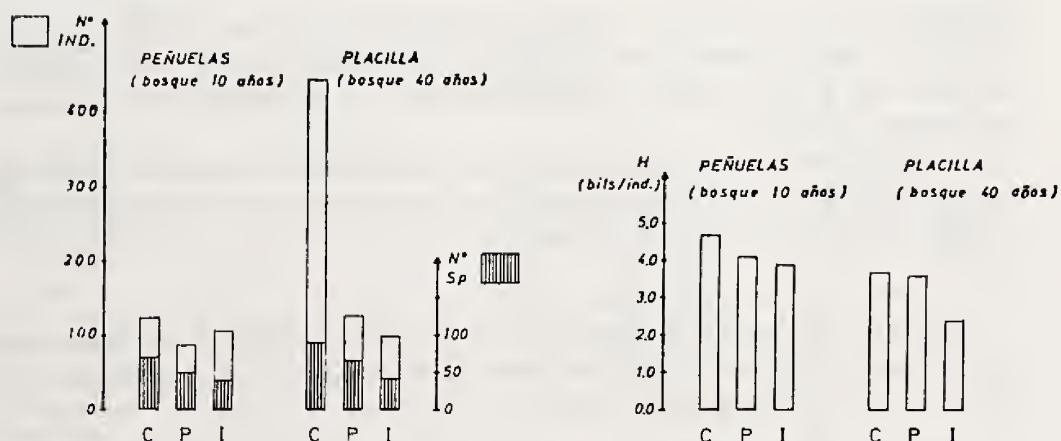 N°
IND.
PEÑUELAS
(bosque 10 años)
PLACILLA
(bosque 40 años)
400
300
200
100
0
N°
Sp
100
50
0
C P I
C P I
H
(bits/ind.)
PEÑUELAS
(bosque 10 años)
PLACILLA
(bosque 40 años)
5,0
4,0
3,0
2,0
1,0
0,0
C P I
C P I